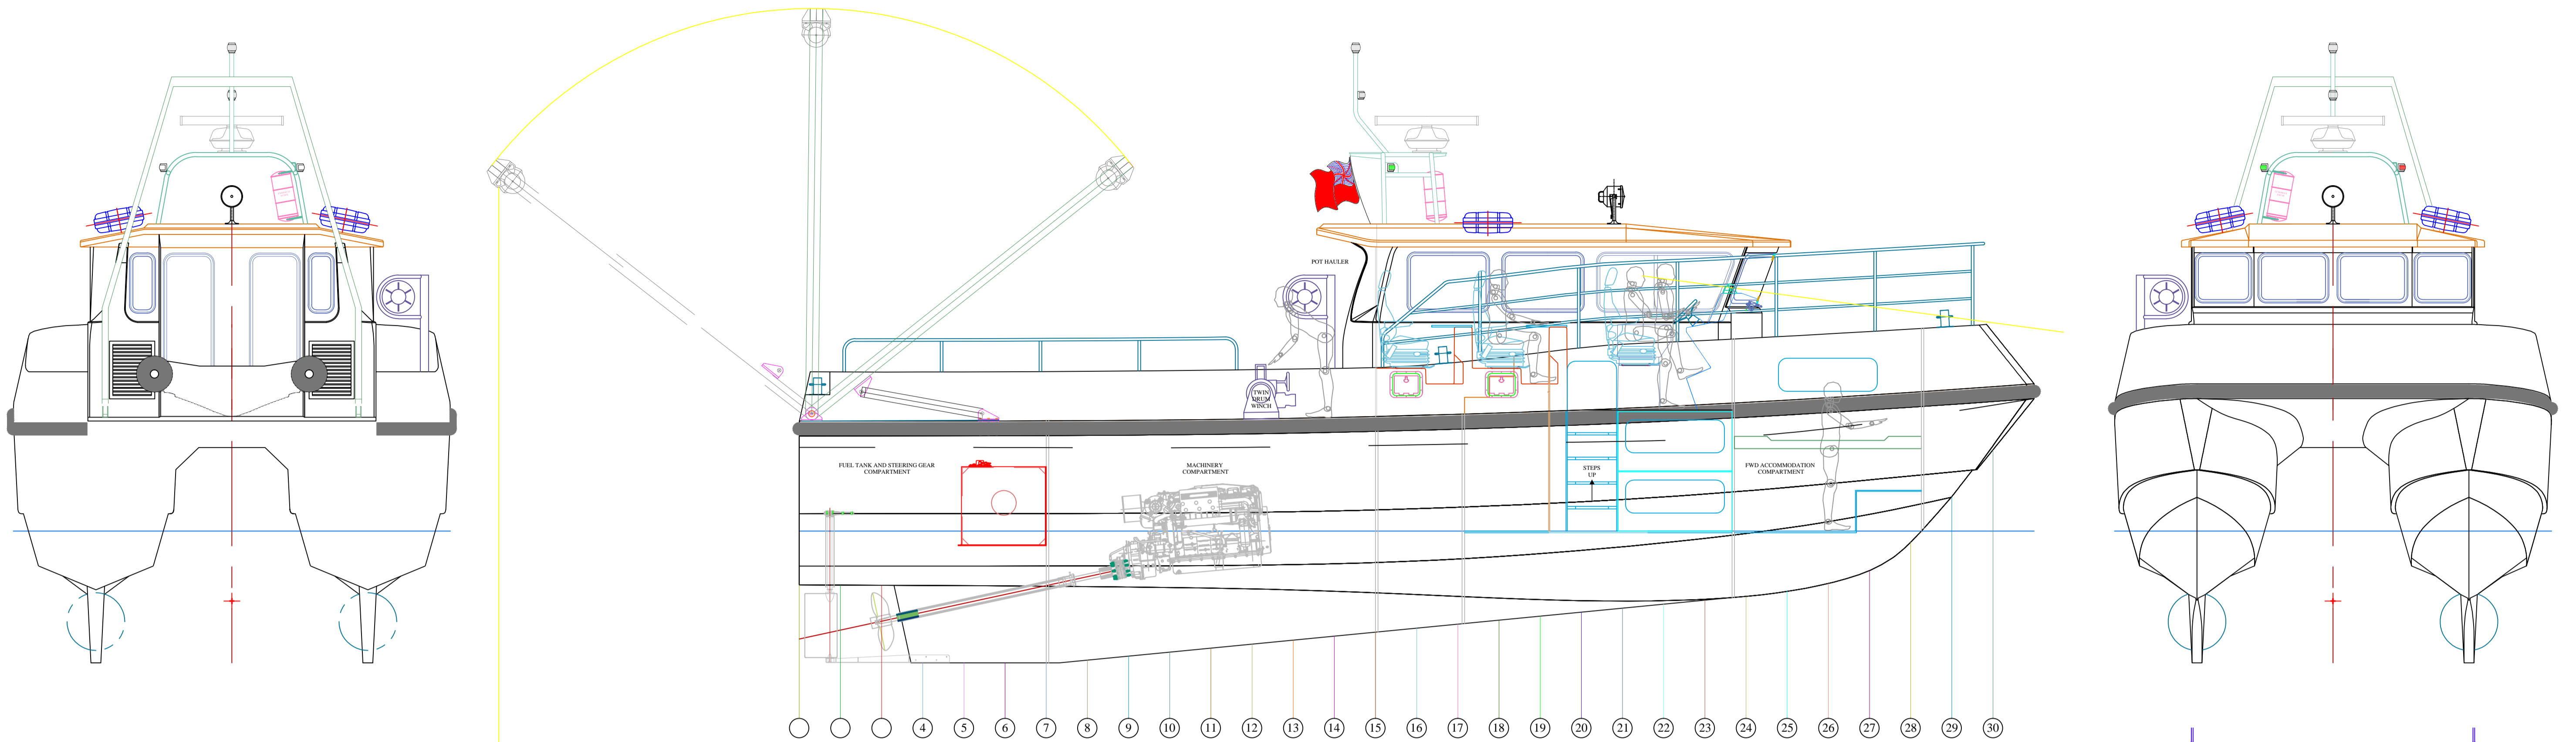 POT HAULER
TWIN
DRUM
WINCH
FUEL TANK AND STEERING GEAR
COMPARTMENT
MACHINERY
COMPARTMENT
STEPS
UP
FWD ACCOMMODATION
COMPARTMENT
4 5 6 7 8 9 10 11 12 13 14 15 16 17 18 19 20 21 22 23 24 25 26 27 28 29 30